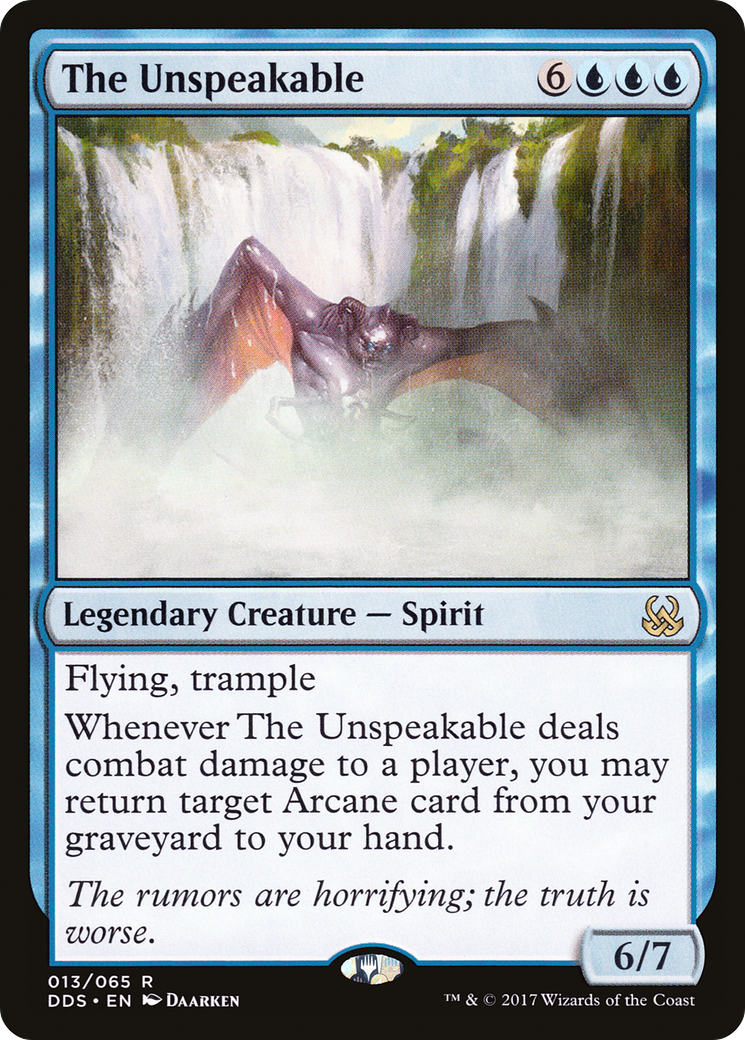 The Unspeakable 6
Legendary Creature — Spirit
Flying, trample
Whenever The Unspeakable deals
combat damage to a player, you may
return target Arcane card from your
graveyard to your hand.
The rumors are horrifying; the truth is
worse.
6/7
013/065 R
DDS • EN DAARKEN
™ & © 2017 Wizards of the Coast